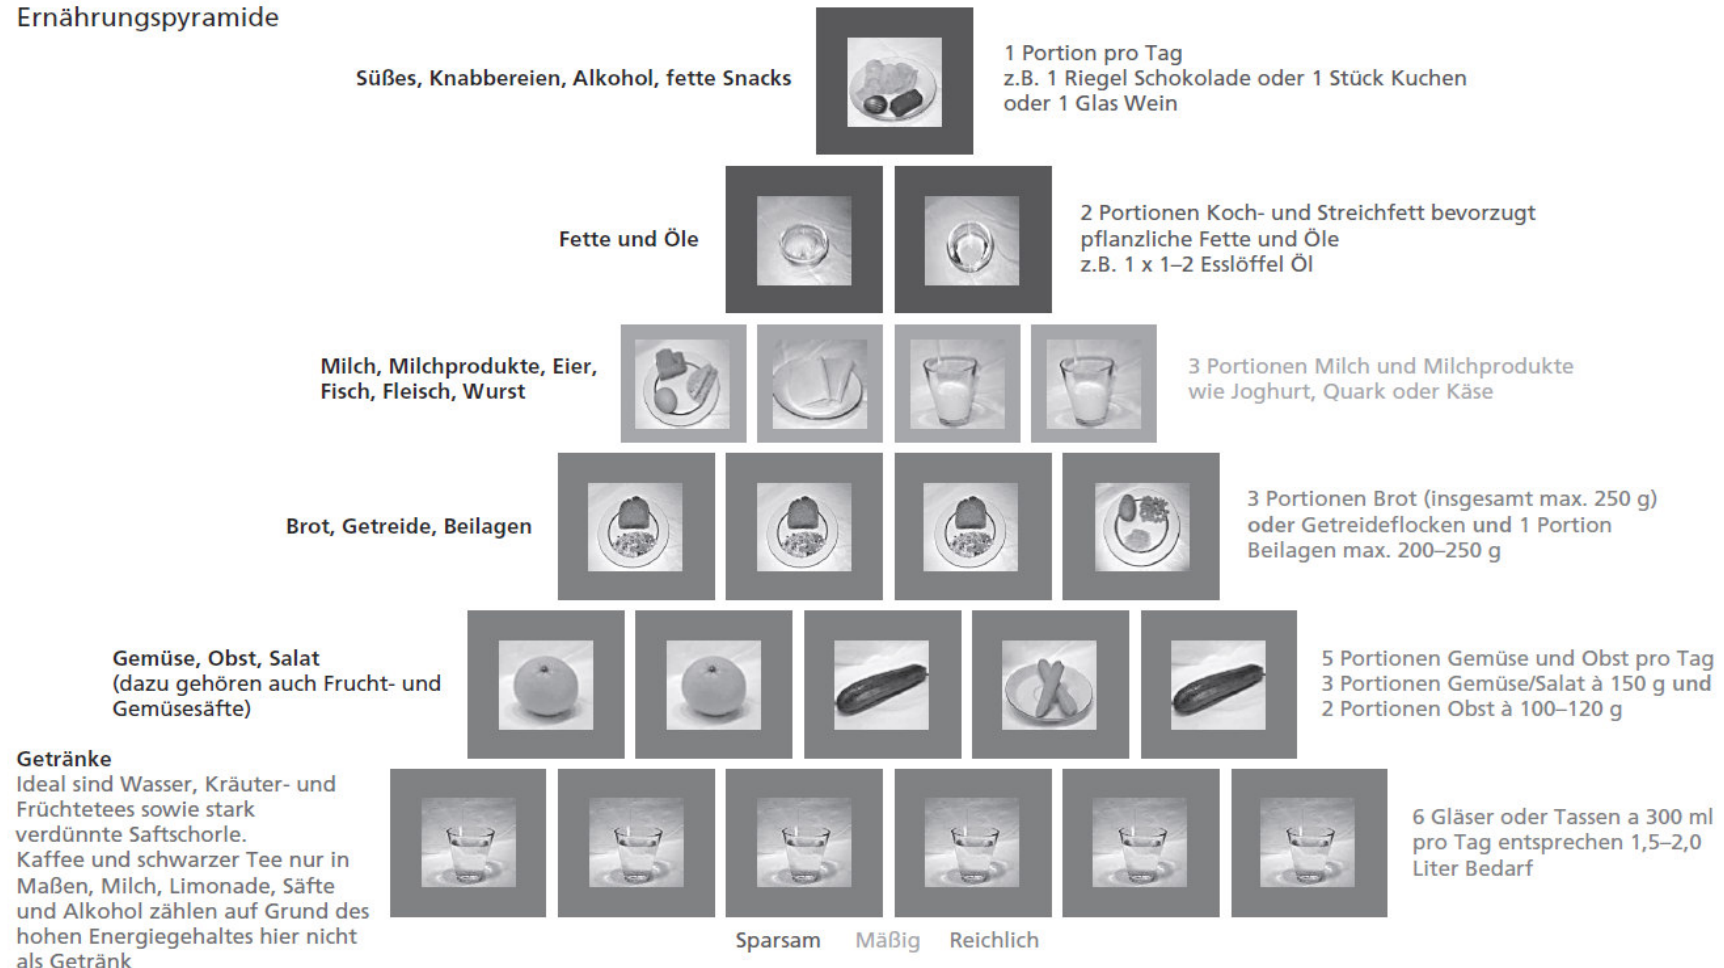 Ernährungspyramide
Süßes, Knabbereien, Alkohol, fette Snacks
1 Portion pro Tag
z.B. 1 Riegel Schokolade oder 1 Stück Kuchen
oder 1 Glas Wein
Fette und Öle
2 Portionen Koch- und Streichfett bevorzugt
pflanzliche Fette und Öle
z.B. 1 x 1–2 Esslöffel Öl
Milch, Milchprodukte, Eier,
Fisch, Fleisch, Wurst
3 Portionen Milch und Milchprodukte
wie Joghurt, Quark oder Käse
Brot, Getreide, Beilagen
3 Portionen Brot (insgesamt max. 250 g)
oder Getreideflocken und 1 Portion
Beilagen max. 200–250 g
Gemüse, Obst, Salat
(dazu gehören auch Frucht- und
Gemüsesäfte)
5 Portionen Gemüse und Obst pro Tag
3 Portionen Gemüse/Salat à 150 g und
2 Portionen Obst à 100–120 g
Getränke
Ideal sind Wasser, Kräuter- und
Früchtetees sowie stark
verdünnte Saftschorle.
Kaffee und schwarzer Tee nur in
Maßen, Milch, Limonade, Säfte
und Alkohol zählen auf Grund des
hohen Energiegehaltes hier nicht
als Getränk
6 Gläser oder Tassen a 300 ml
pro Tag entsprechen 1,5–2,0
Liter Bedarf
Sparsam Mäßig Reichlich